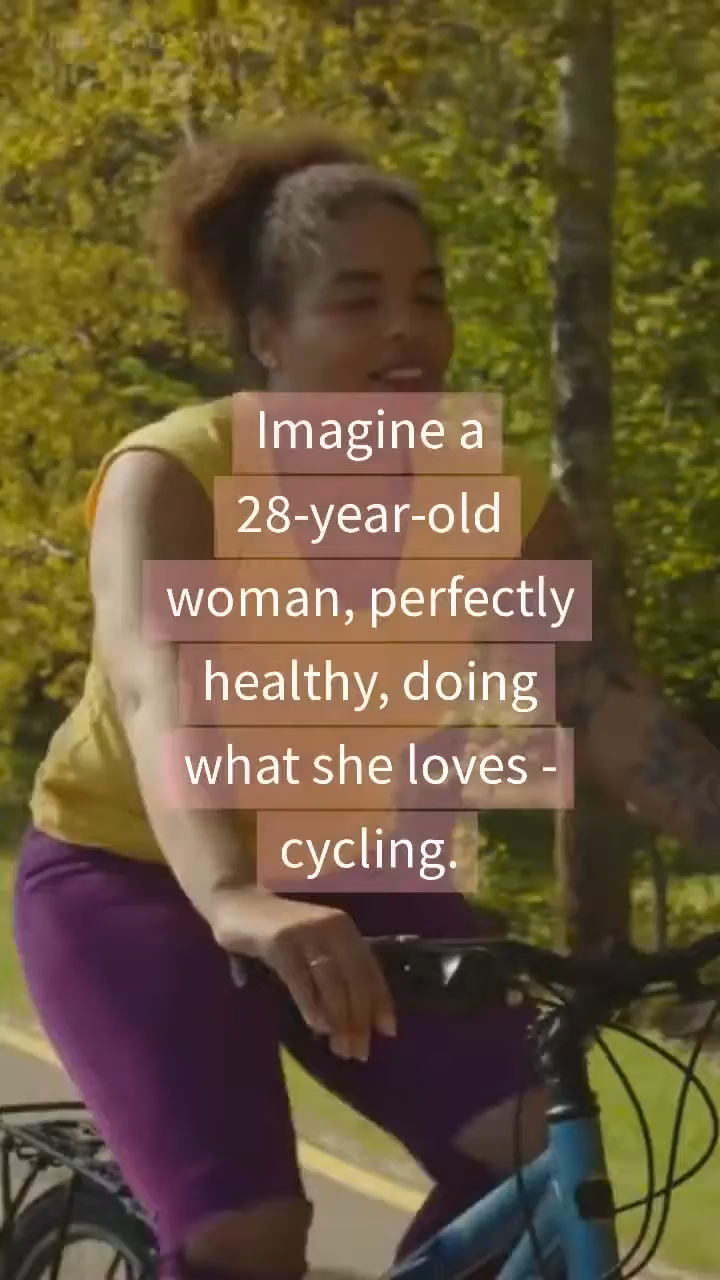 Imagine a
28-year-old
woman, perfectly
healthy, doing
what she loves -
cycling.